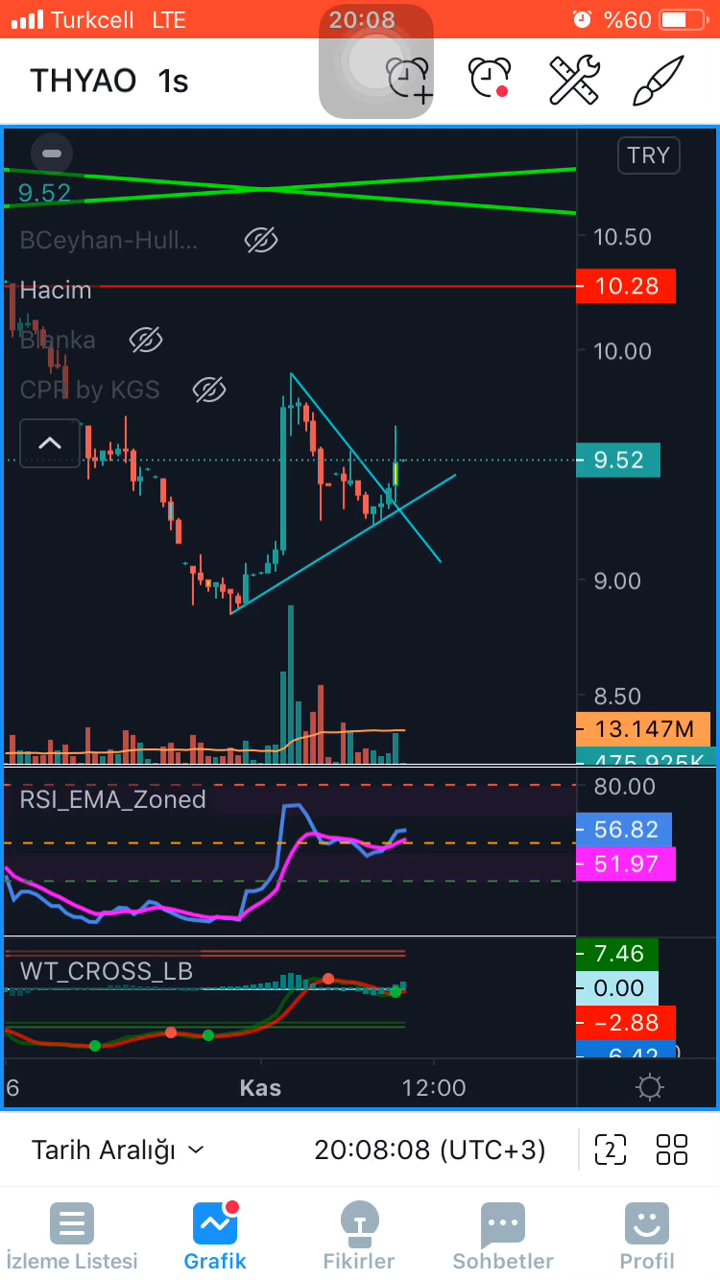 Turkcell LTE 20:08 %60
THYAO 1s
TRY
9.52
BCeyhan-Hull...
10.50
Hacim
10.28
Blanka
10.00
CPR by KGS
9.52
9.00
8.50
13.147M
475.925K
RSI_EMA_Zoned
80.00
56.82
51.97
WT_CROSS_LB
7.46
0.00
−2.88
6 Kas 12:00
Tarih Aralığı 20:08:08 (UTC+3) 2
İzleme Listesi Grafik Fikirler Sohbetler Profil